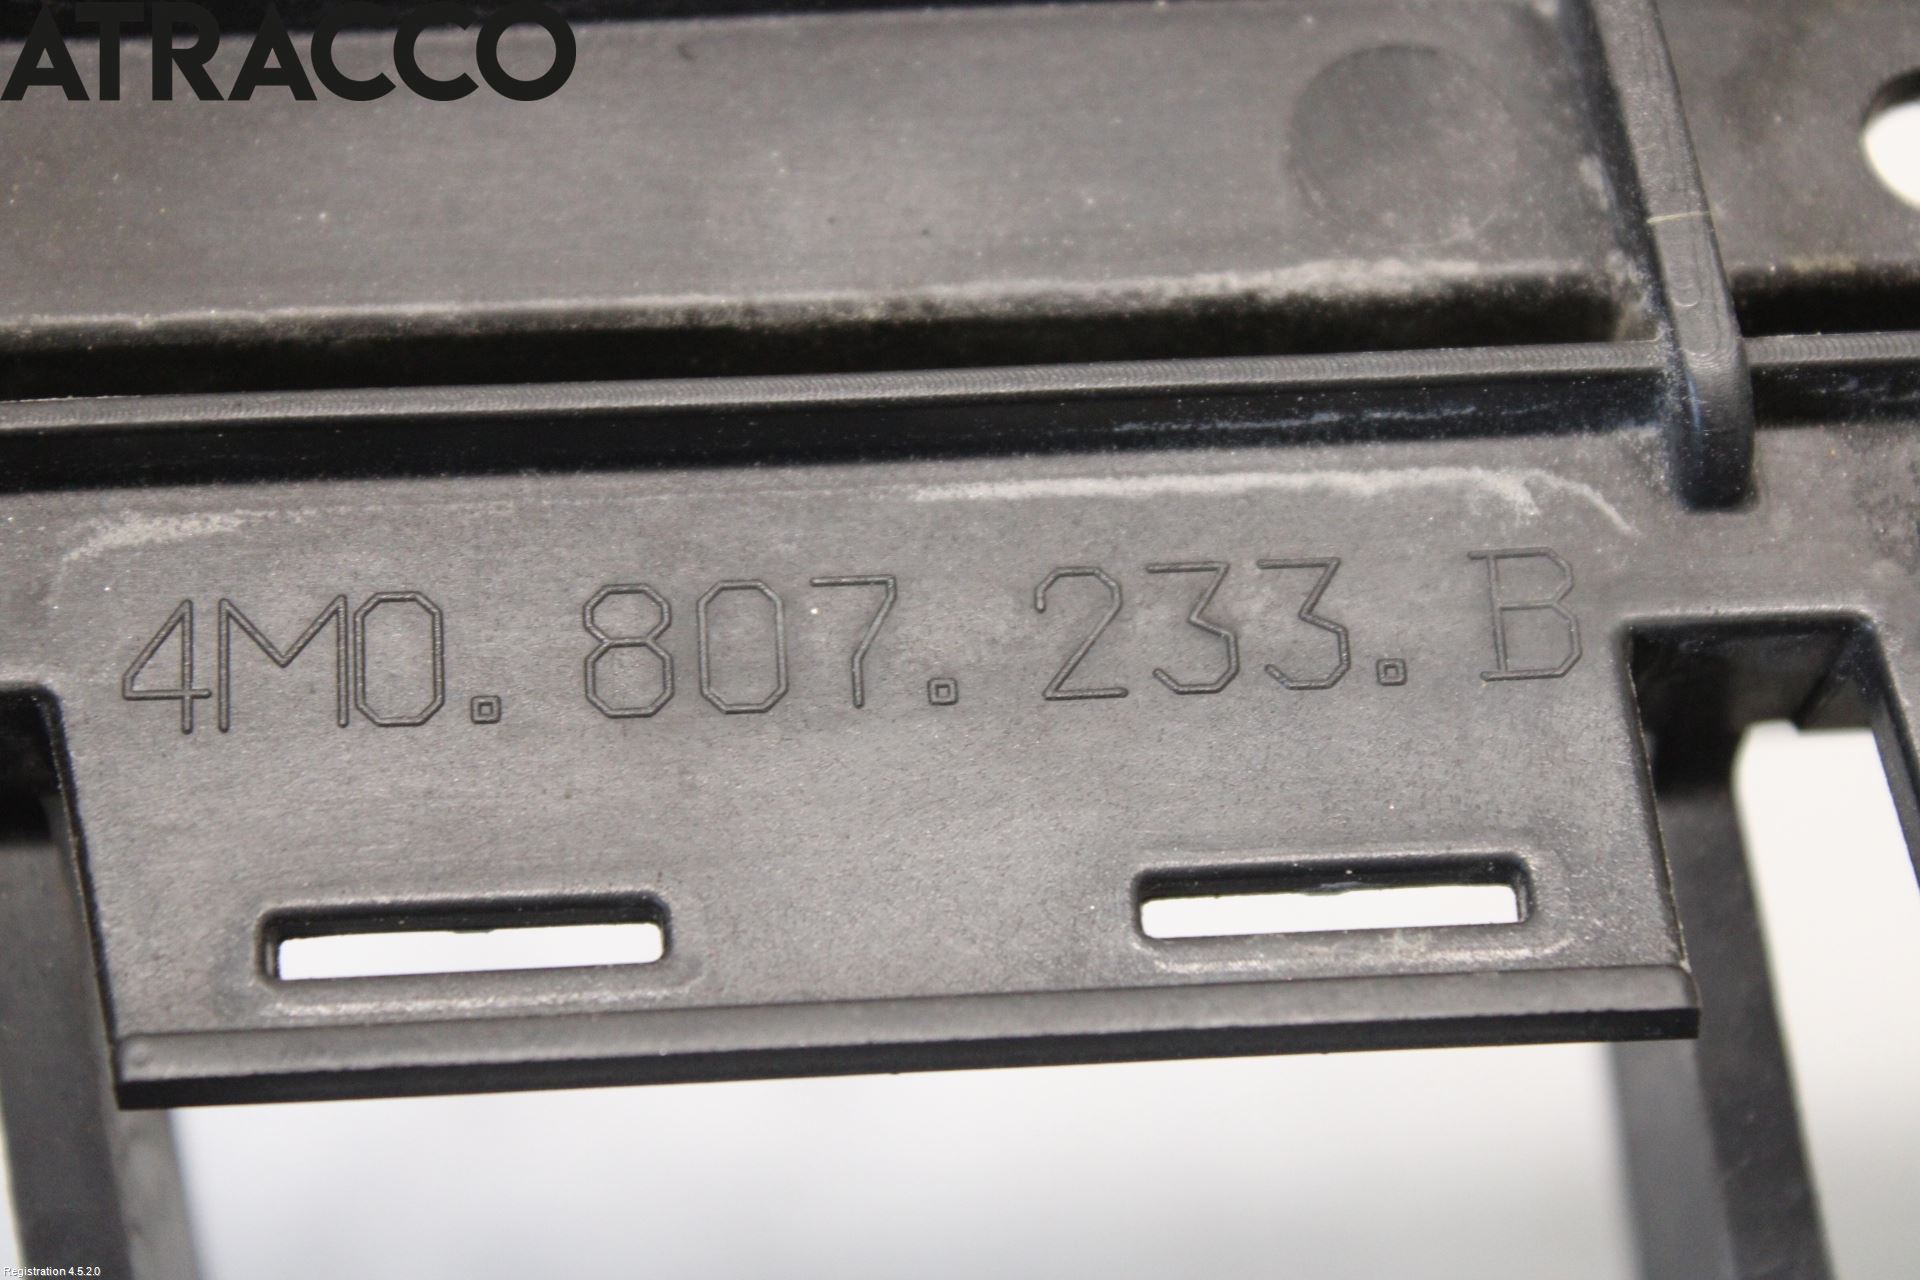 ATRACCO
4M0.807.233.B
Registration 4.5.2.0